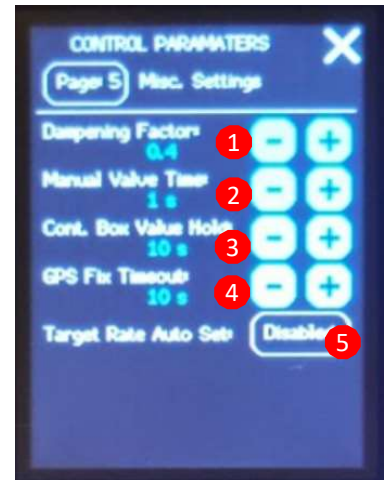 CONTROL PARAMATERS
Page: 5 Misc. Settings
Dampening Factor:
0.4
1
Manual Valve Time:
1 s
2
Cont. Box Value Hold:
10 s
3
GPS Fix Timeout:
10 s
4
Target Rate Auto Set:
5